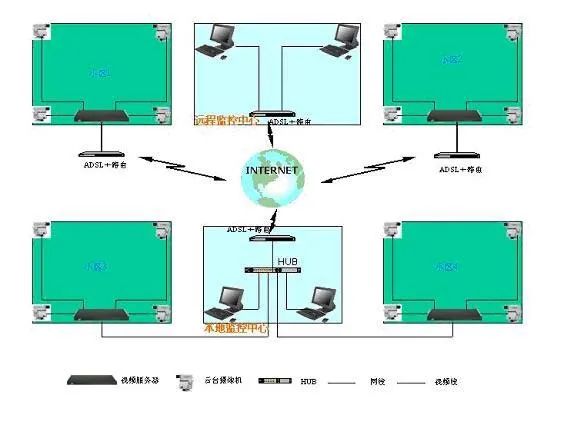 小区1
小区2
ADSL+路由
远程监控中心
ADSL+路由
ADSL+路由
INTERNET
ADSL+路由
小区3
HUB
小区4
本地监控中心
视频服务器
云台摄像机
HUB
网线
视频线